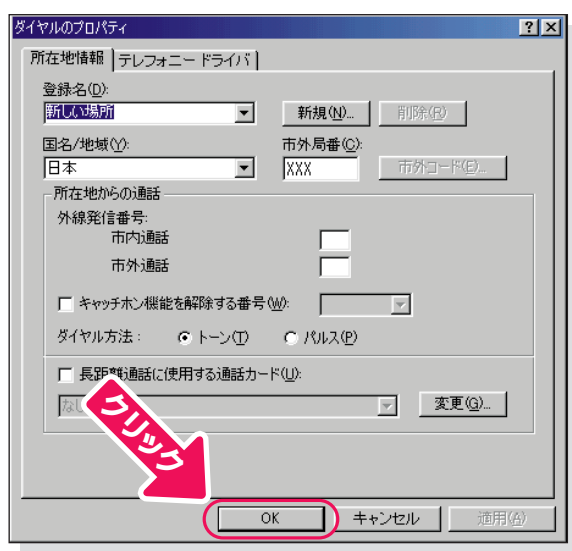 ダイヤルのプロパティ
所在地情報 テレフォニー ドライバ
登録名(D):
新しい場所 新規(N)... 削除(R)
国名/地域(Y): 市外局番(C):
日本 XXX 市外コード(E)...
所在地からの通話
外線発信番号:
市内通話
市外通話
キャッチホン機能を解除する番号(W):
ダイヤル方法: トーン(T) パルス(P)
長距離通話に使用する通話カード(U):
変更(G)...
クリック
OK キャンセル 適用(A)